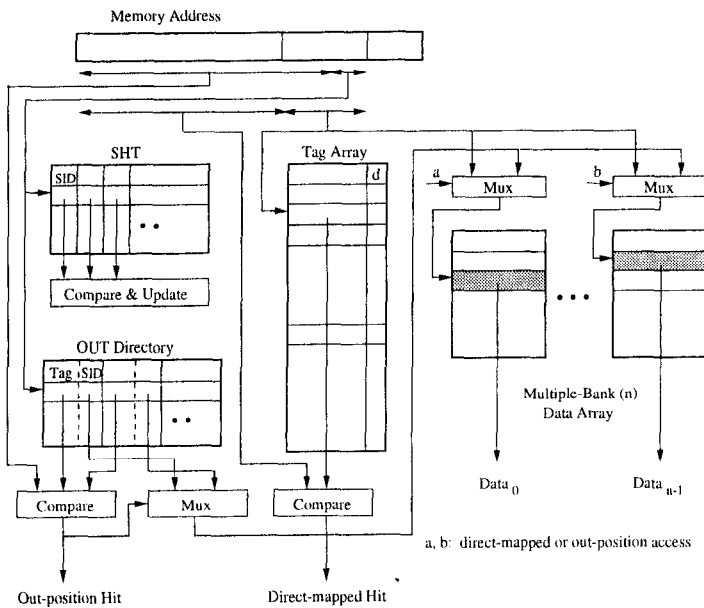 Memory Address
SHT
SID
Compare & Update
OUT Directory
Tag
SID
Compare
Mux
Out-position Hit
Tag Array
d
Compare
Direct-mapped Hit
a
Mux
b
Mux
Multiple-Bank (n)
Data Array
Data 0
Data n-1
a, b: direct-mapped or out-position access